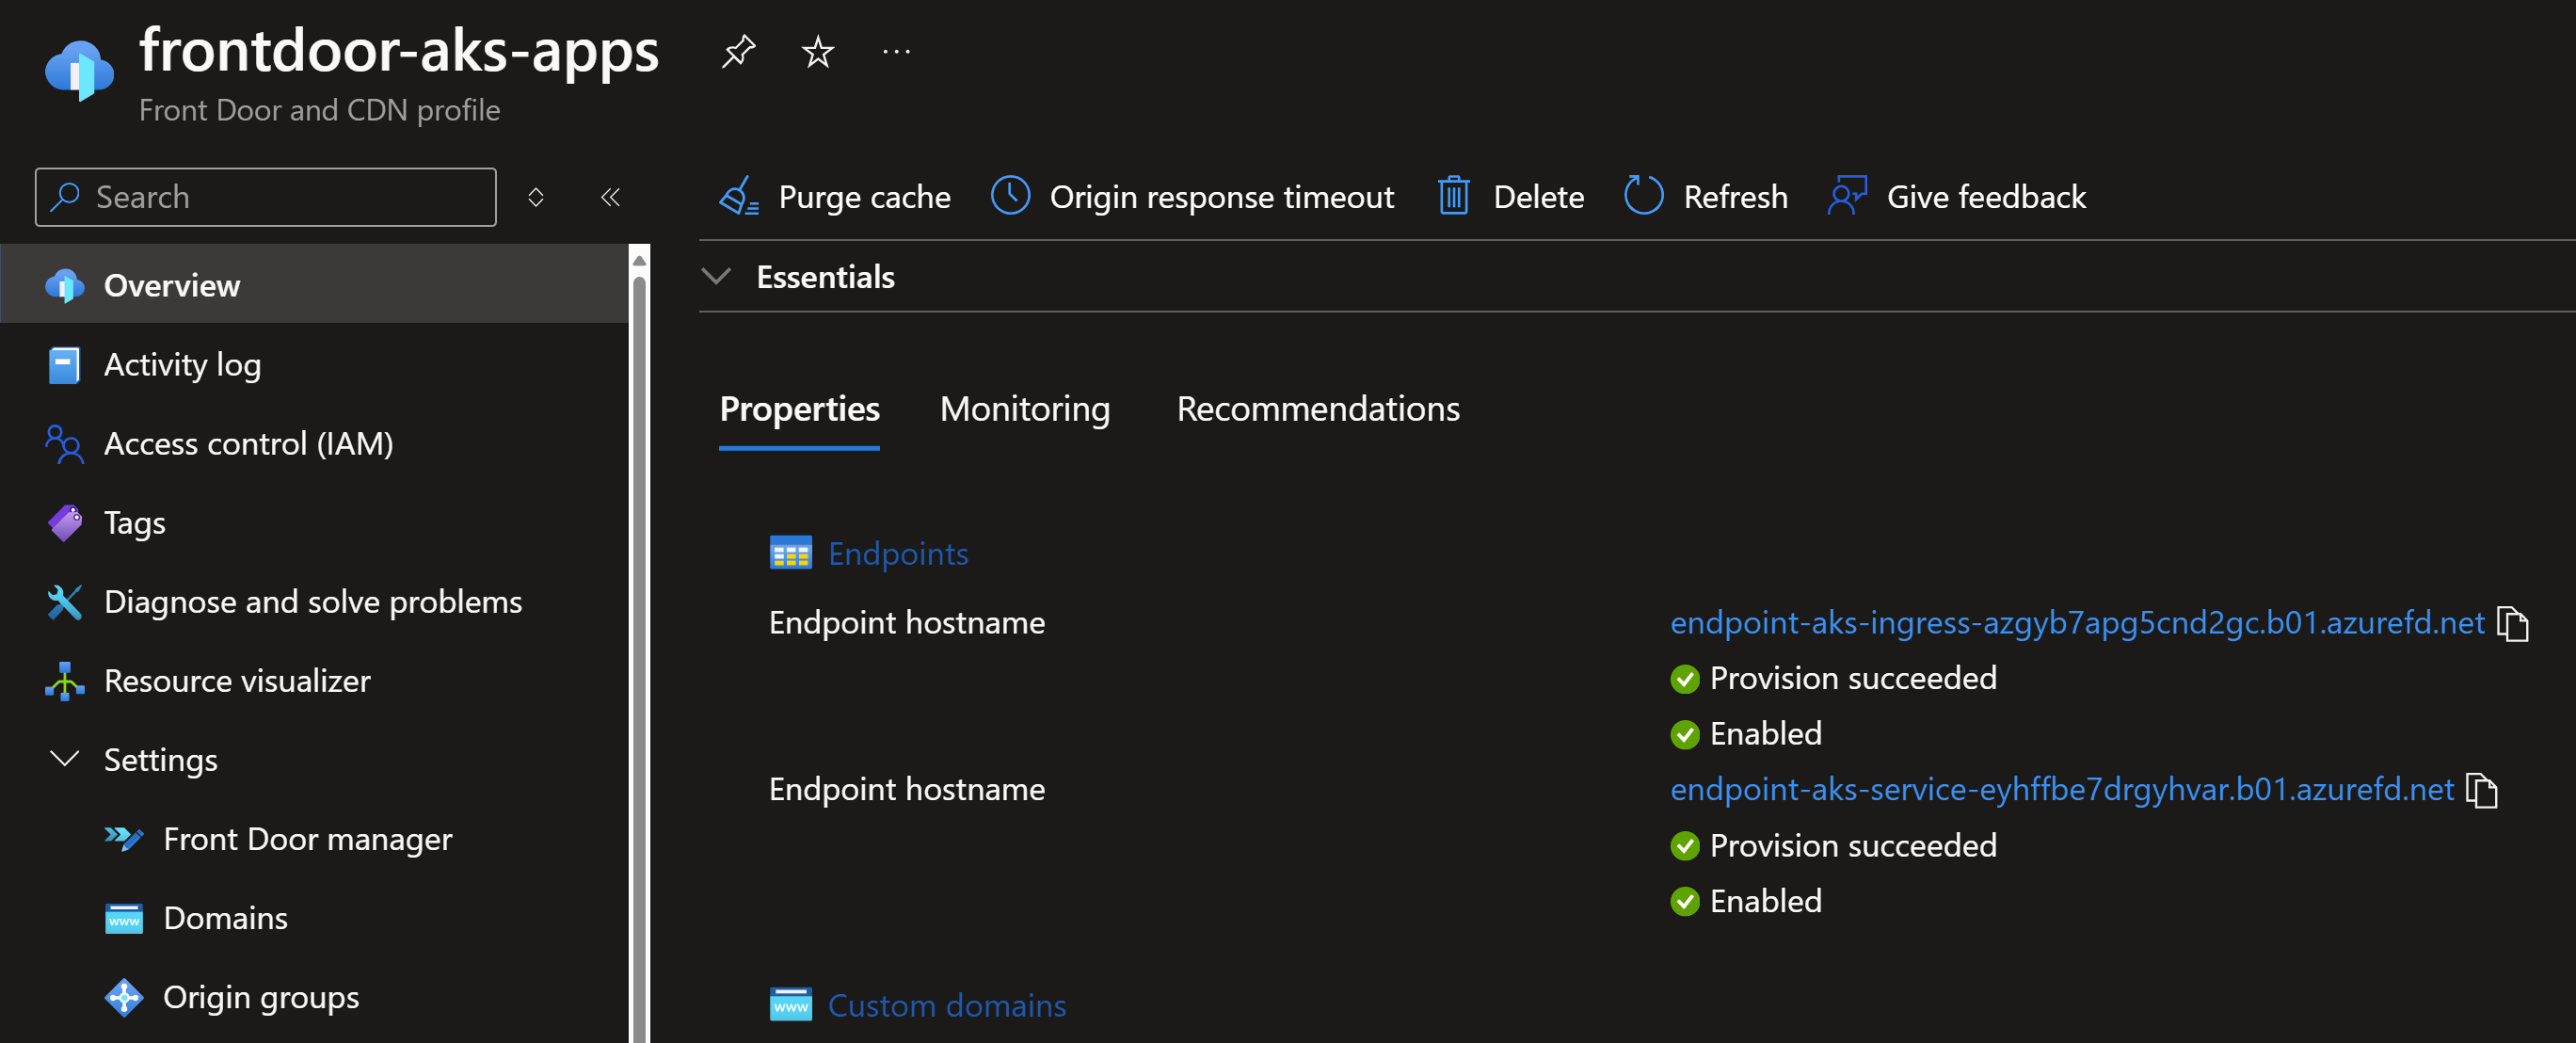 frontdoor-aks-apps
Front Door and CDN profile
Search
Overview
Activity log
Access control (IAM)
Tags
Diagnose and solve problems
Resource visualizer
Settings
Front Door manager
Domains
Origin groups
Purge cache
Origin response timeout
Delete
Refresh
Give feedback
Essentials
Properties
Monitoring
Recommendations
Endpoints
Endpoint hostname
endpoint-aks-ingress-azgyb7apg5cnd2gc.b01.azurefd.net
Provision succeeded
Enabled
Endpoint hostname
endpoint-aks-service-eyhffbe7drgyhvar.b01.azurefd.net
Provision succeeded
Enabled
Custom domains